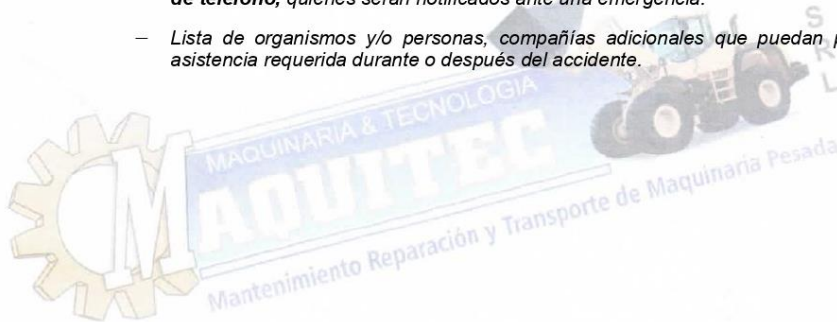 de teléfono, quienes serán notificados ante una emergencia.
– Lista de organismos y/o personas, compañías adicionales que puedan p
asistencia requerida durante o después del accidente.
S
R
L
MAQUINARIA & TECNOLOGIA
MAQUITEC
Mantenimiento Reparación y Transporte de Maquinaria Pesada